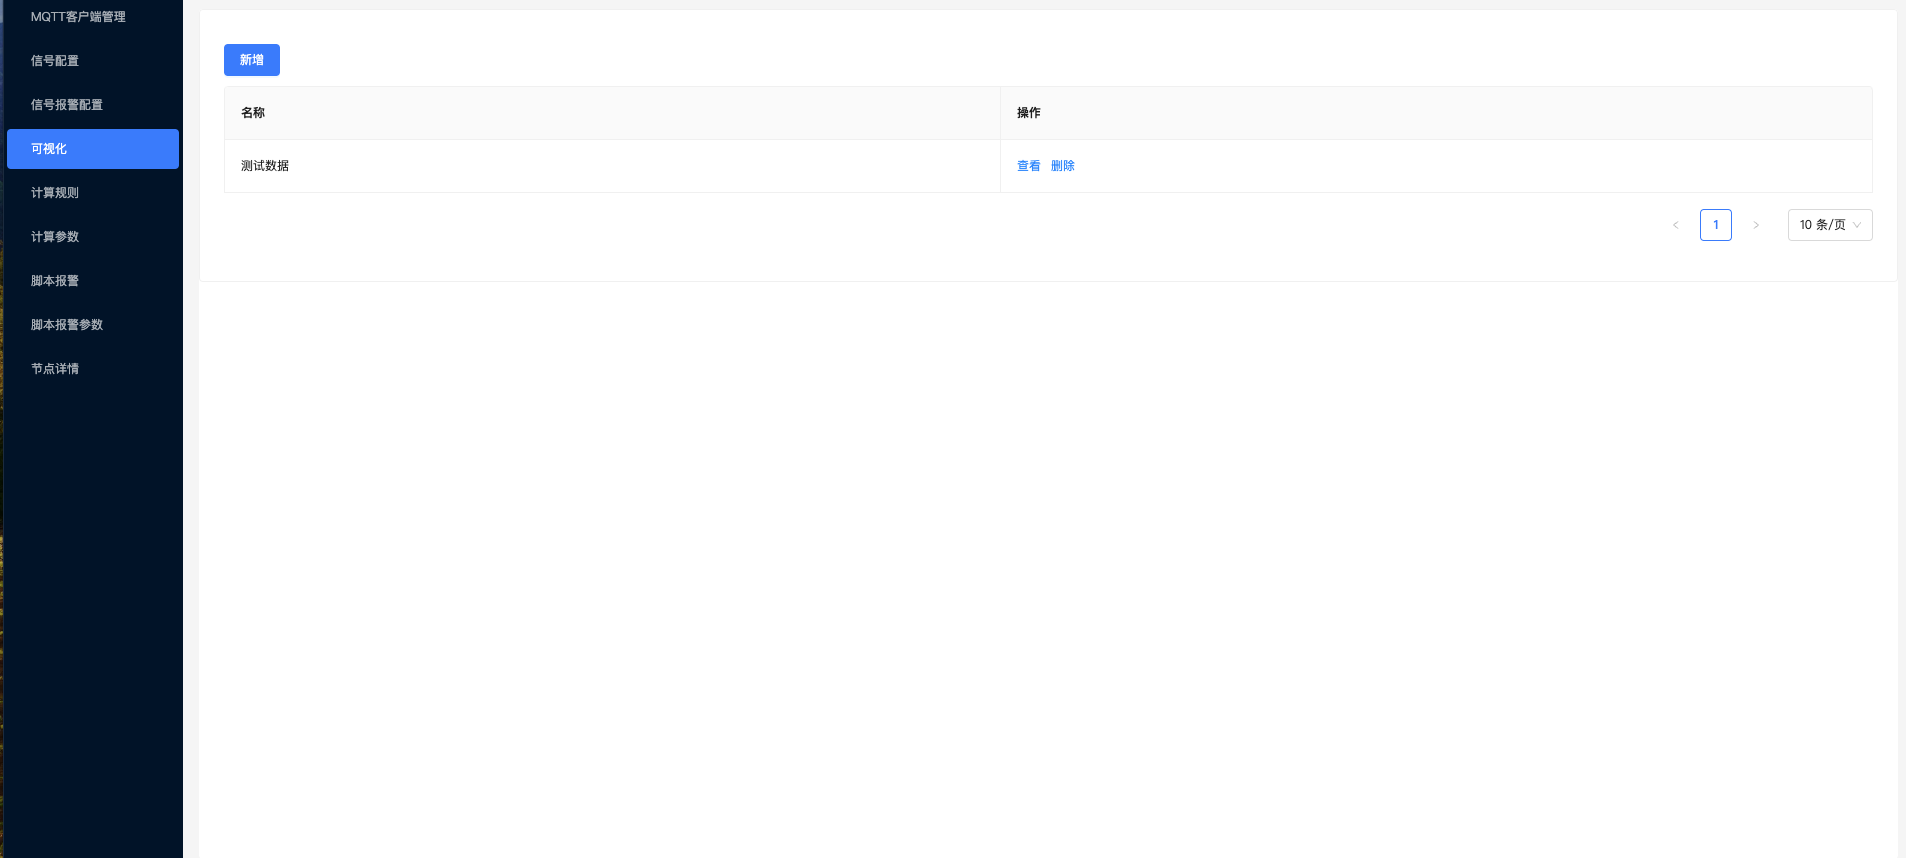 MQTT客户端管理
信号配置
信号报警配置
可视化
计算规则
计算参数
脚本报警
脚本报警参数
节点详情
新增
名称 操作
测试数据 查看 删除
1 10 条/页